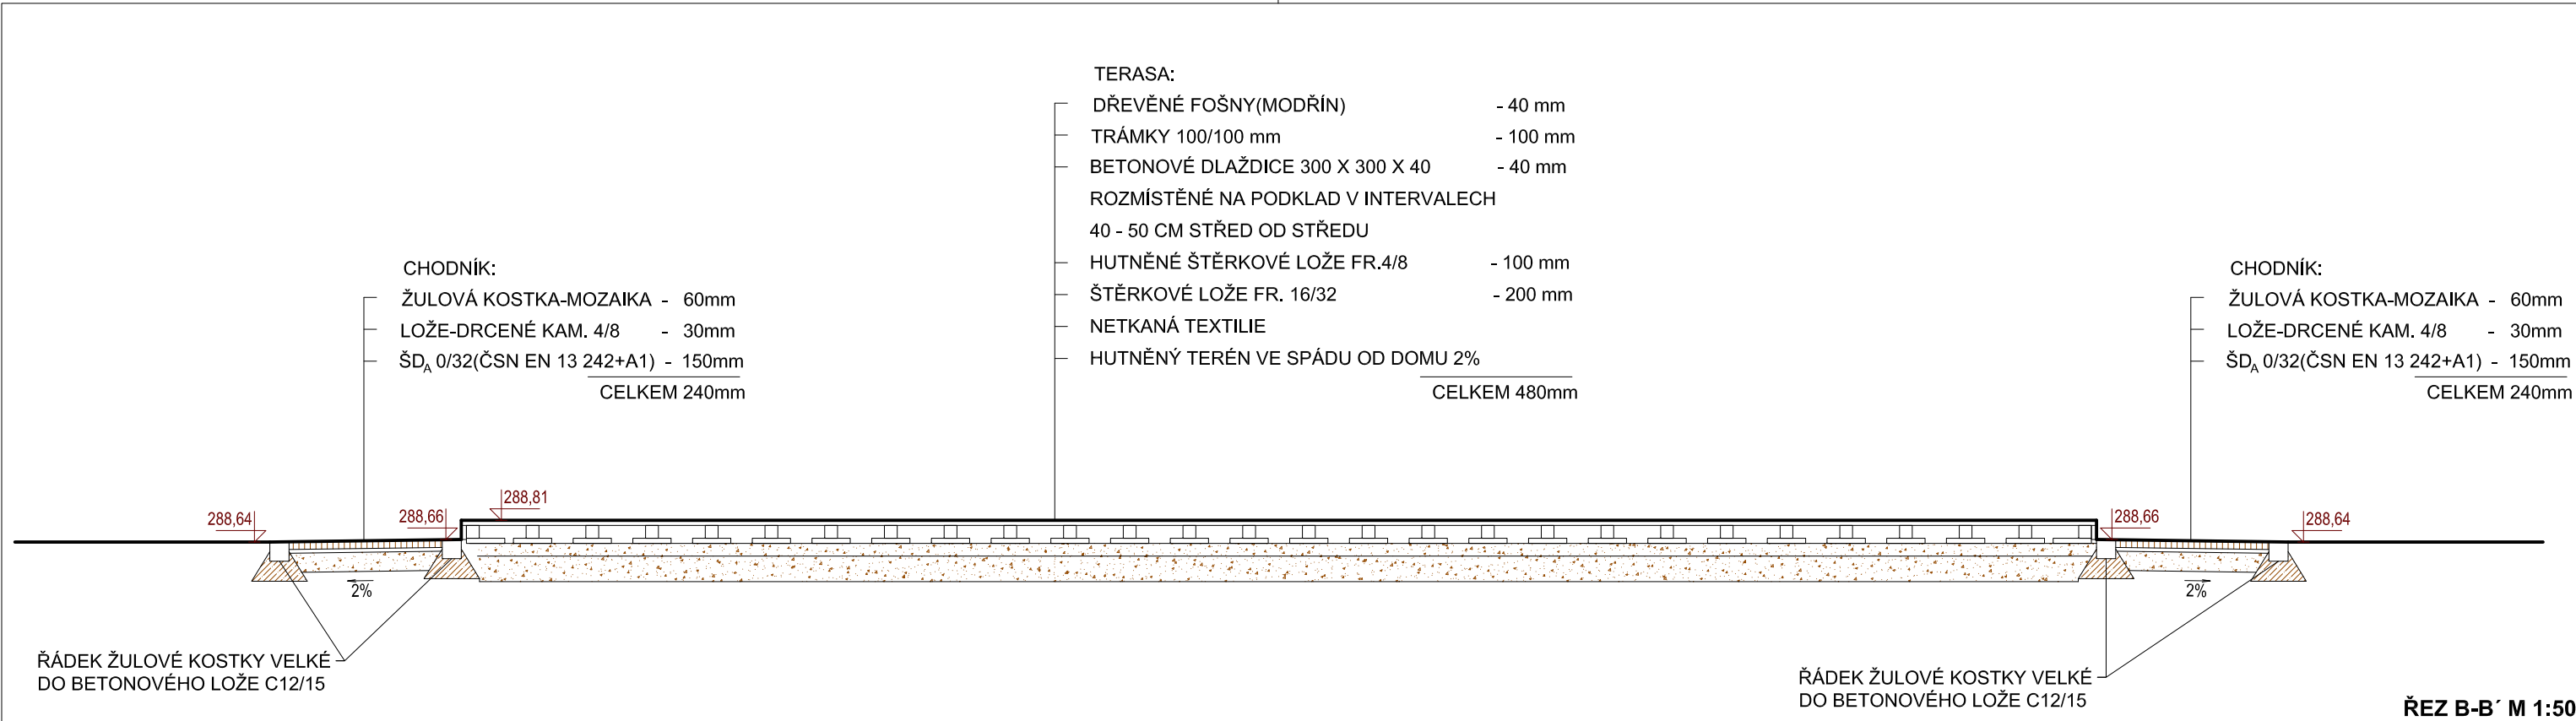 TERASA:
DŘEVĚNÉ FOŠNY(MODŘÍN) - 40 mm
TRÁMKY 100/100 mm - 100 mm
BETONOVÉ DLAŽDICE 300 X 300 X 40 - 40 mm
ROZMÍSTĚNÉ NA PODKLAD V INTERVALECH
40 - 50 CM STŘED OD STŘEDU
HUTNĚNÉ ŠTĚRKOVÉ LOŽE FR.4/8 - 100 mm
ŠTĚRKOVÉ LOŽE FR. 16/32 - 200 mm
NETKANÁ TEXTILIE
HUTNĚNÝ TERÉN VE SPÁDU OD DOMU 2%
CELKEM 480mm
CHODNÍK:
ŽULOVÁ KOSTKA-MOZAIKA - 60mm
LOŽE-DRCENÉ KAM. 4/8 - 30mm
ŠDA 0/32(ČSN EN 13 242+A1) - 150mm
CELKEM 240mm
CHODNÍK:
ŽULOVÁ KOSTKA-MOZAIKA - 60mm
LOŽE-DRCENÉ KAM. 4/8 - 30mm
ŠDA 0/32(ČSN EN 13 242+A1) - 150mm
CELKEM 240mm
288,64
288,66
288,81
288,66
288,64
2%
2%
ŘÁDEK ŽULOVÉ KOSTKY VELKÉ
DO BETONOVÉHO LOŽE C12/15
ŘÁDEK ŽULOVÉ KOSTKY VELKÉ
DO BETONOVÉHO LOŽE C12/15
ŘEZ B-B´ M 1:50